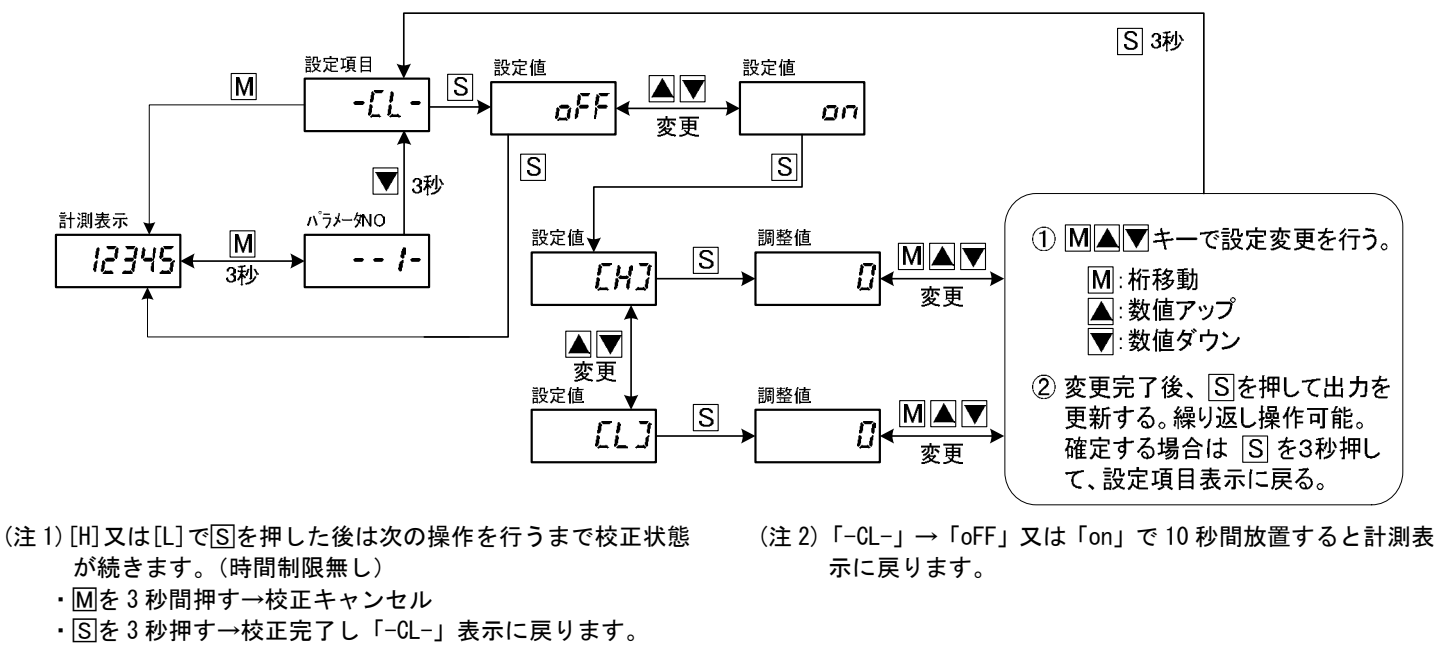 S 3秒
設定項目
設定値
設定値
M
-CL-
S
oFF
▲▼
変更
on
S
S
▼ 3秒
計測表示
パラメータNO
12345
M
3秒
--1-
設定値
調整値
[H]
S
0
M▲▼
変更
▲▼
変更
設定値
調整値
[L]
S
0
M▲▼
変更
① M▲▼キーで設定変更を行う。
M:桁移動
▲:数値アップ
▼:数値ダウン
② 変更完了後、Sを押して出力を
更新する。繰り返し操作可能。
確定する場合は S を3秒押し
て、設定項目表示に戻る。
(注1)[H]又は[L]でSを押した後は次の操作を行うまで校正状態
が続きます。(時間制限無し)
・Mを3秒間押す→校正キャンセル
・Sを3秒押す→校正完了し「-CL-」表示に戻ります。
(注2)「-CL-」→「oFF」又は「on」で10秒間放置すると計測表
示に戻ります。